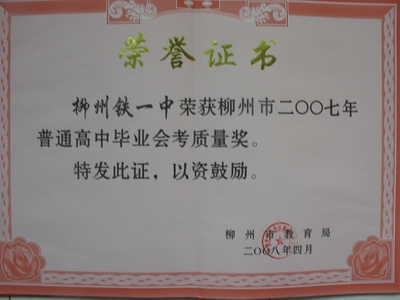 荣誉证书
柳州铁一中荣获柳州市二〇〇七年
普通高中毕业会考质量奖。
特发此证，以资鼓励。
柳州市教育局
二〇〇八年四月